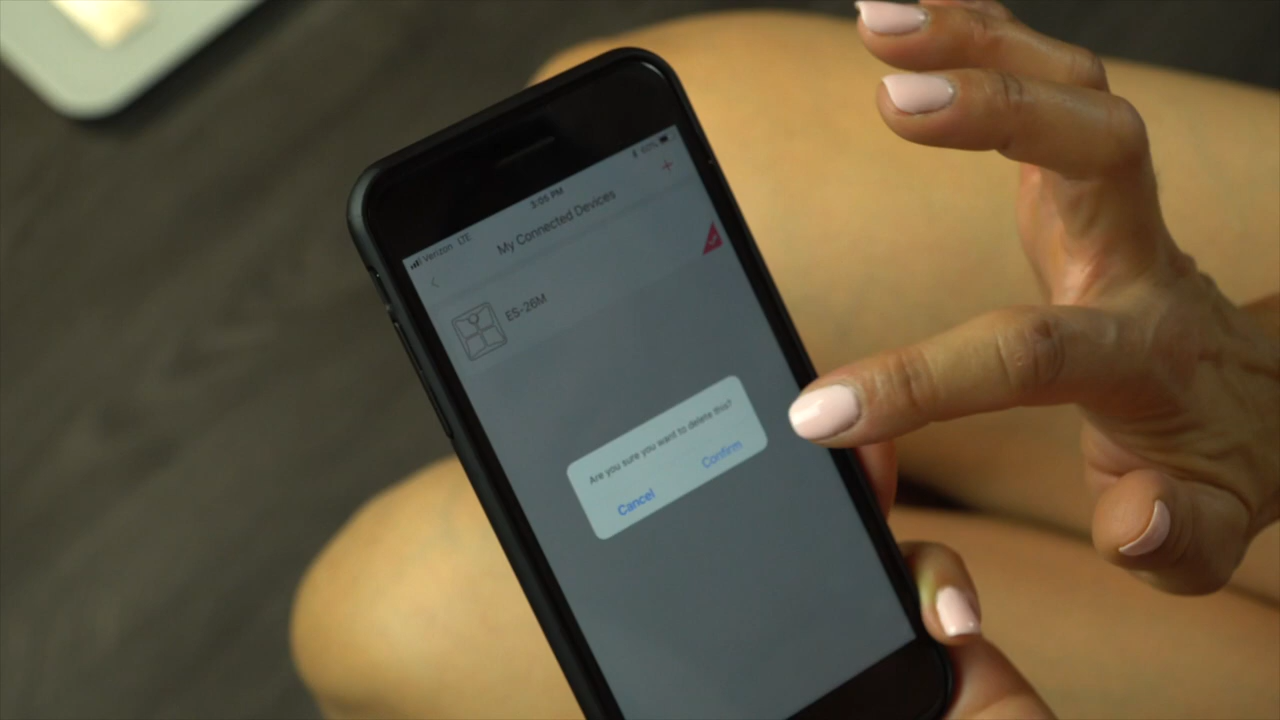 Verizon LTE
3:05 PM
60%
My Connected Devices
ES-26M
Are you sure you want to delete this?
Cancel
Confirm